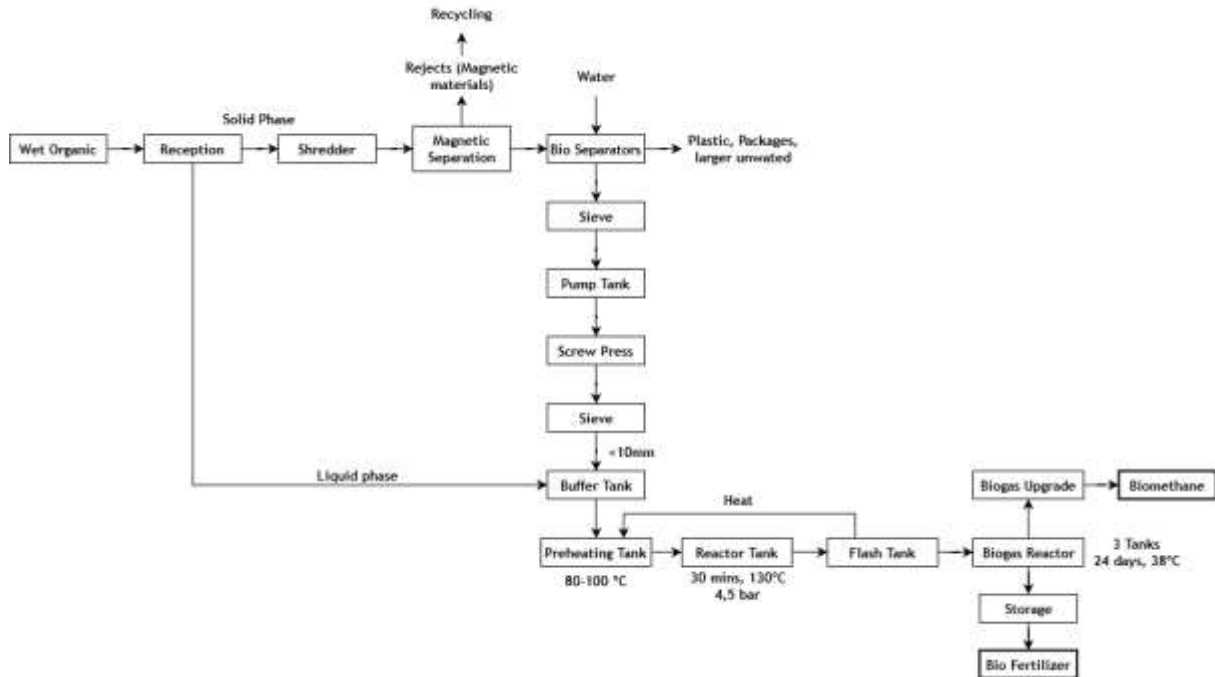 Recycling
Rejects (Magnetic
materials)
Water
Solid Phase
Wet Organic
Reception
Shredder
Magnetic
Separation
Bio Separators
Plastic, Packages,
larger unwated
Sieve
Pump Tank
Screw Press
Sieve
<10mm
Liquid phase
Buffer Tank
Biogas Upgrade
Biomethane
Heat
Preheating Tank
Reactor Tank
Flash Tank
Biogas Reactor
3 Tanks
24 days, 38°C
80-100 °C
30 mins, 130°C
4,5 bar
Storage
Bio Fertilizer